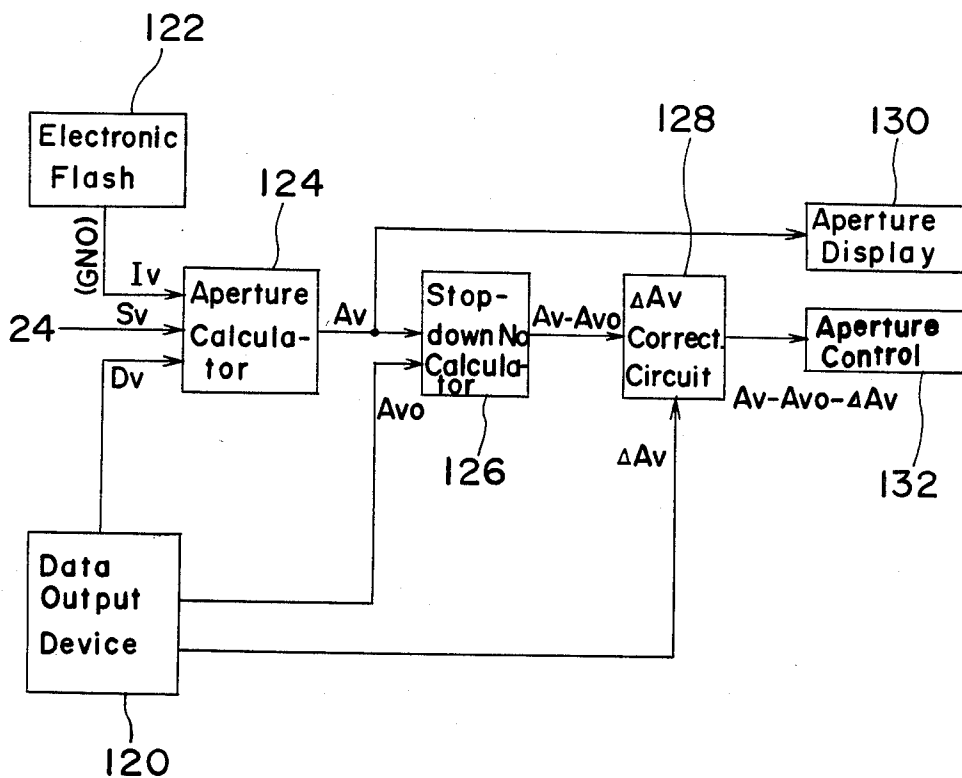 122
Electronic
Flash
(GNO)
Iv
24
Sv
Dv
124
Aperture
Calcula-
tor
Av
Stop-
down No
Calcula-
tor
Avo
126
Av-Avo
128
ΔAv
Correct.
Circuit
ΔAv
130
Aperture
Display
Aperture
Control
Av-Avo-ΔAv
132
Data
Output
Device
120